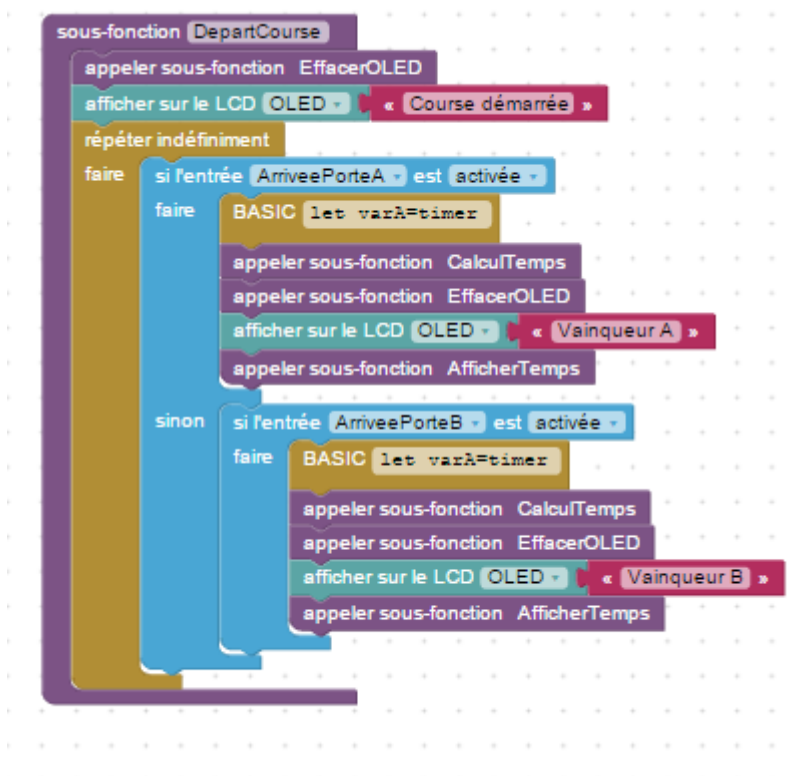 sous-fonction DepartCourse
appeler sous-fonction EffacerOLED
afficher sur le LCD OLED « Course démarrée »
répéter indéfiniment
faire si l'entrée ArriveePorteA est activée
faire BASIC let varA=timer
appeler sous-fonction CalculTemps
appeler sous-fonction EffacerOLED
afficher sur le LCD OLED « Vainqueur A »
appeler sous-fonction AfficherTemps
sinon si l'entrée ArriveePorteB est activée
faire BASIC let varA=timer
appeler sous-fonction CalculTemps
appeler sous-fonction EffacerOLED
afficher sur le LCD OLED « Vainqueur B »
appeler sous-fonction AfficherTemps